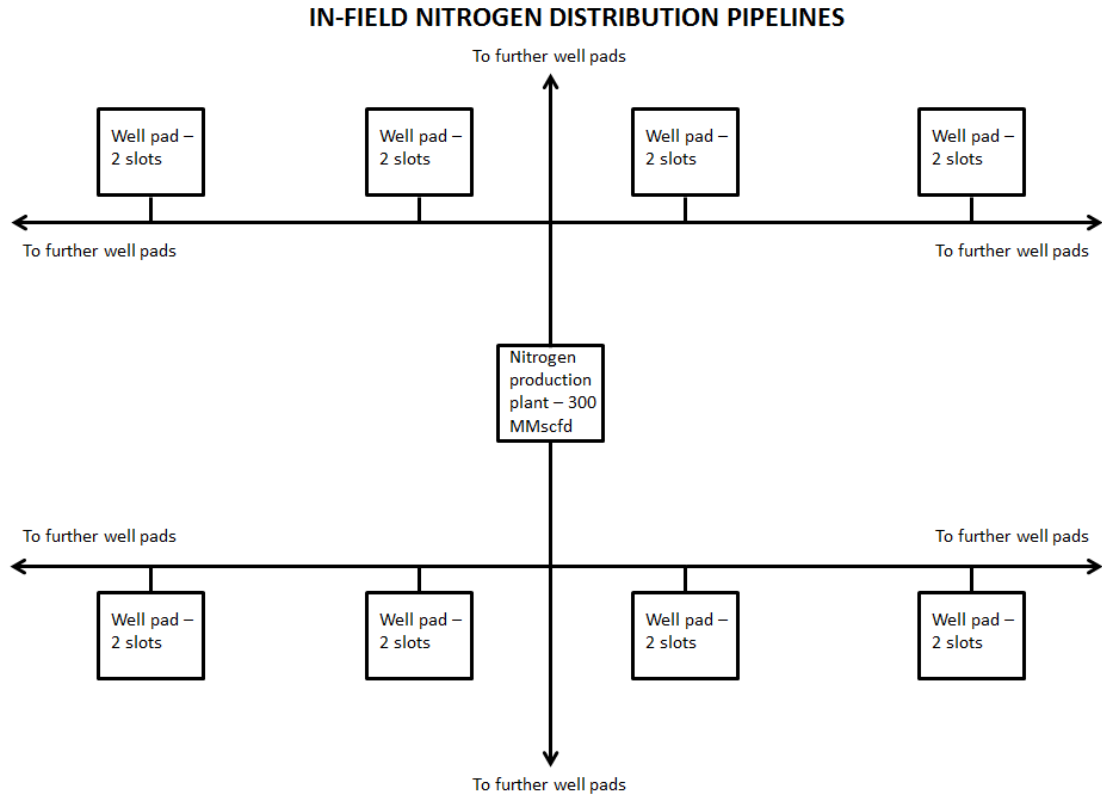 IN-FIELD NITROGEN DISTRIBUTION PIPELINES
To further well pads
Well pad –
2 slots
Well pad –
2 slots
Well pad –
2 slots
Well pad –
2 slots
To further well pads
To further well pads
Nitrogen
production
plant – 300
MMscfd
To further well pads
To further well pads
Well pad –
2 slots
Well pad –
2 slots
Well pad –
2 slots
Well pad –
2 slots
To further well pads